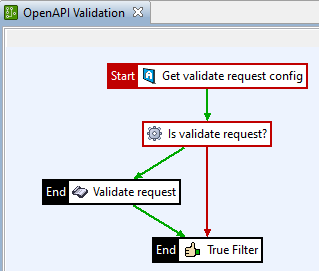 OpenAPI Validation
Start Get validate request config
Is validate request?
End Validate request
End True Filter